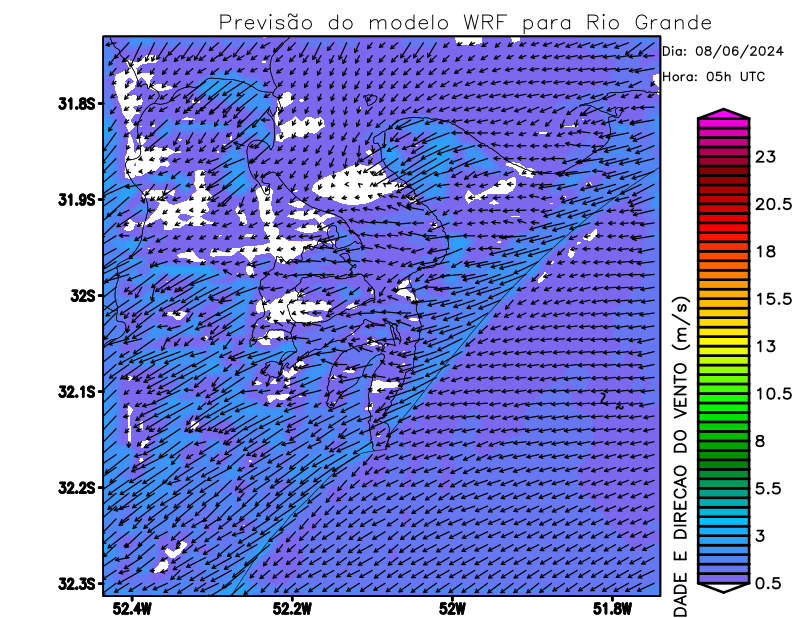 Previsão do modelo WRF para Rio Grande
Dia: 08/06/2024
Hora: 05h UTC
31.8S
31.9S
32S
32.1S
32.2S
32.3S
52.4W
52.2W
52W
51.8W
23
20.5
18
15.5
13
10.5
8
5.5
3
0.5
DADE E DIRECAO DO VENTO (m/s)